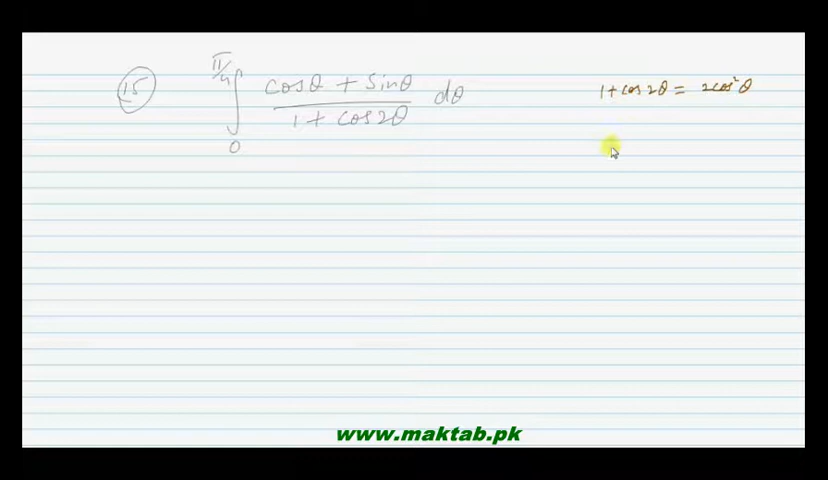 15 ∫₀^{π/4} cosθ + sinθ / 1 + cos2θ dθ
1+cos2θ = 2cos²θ
www.maktab.pk